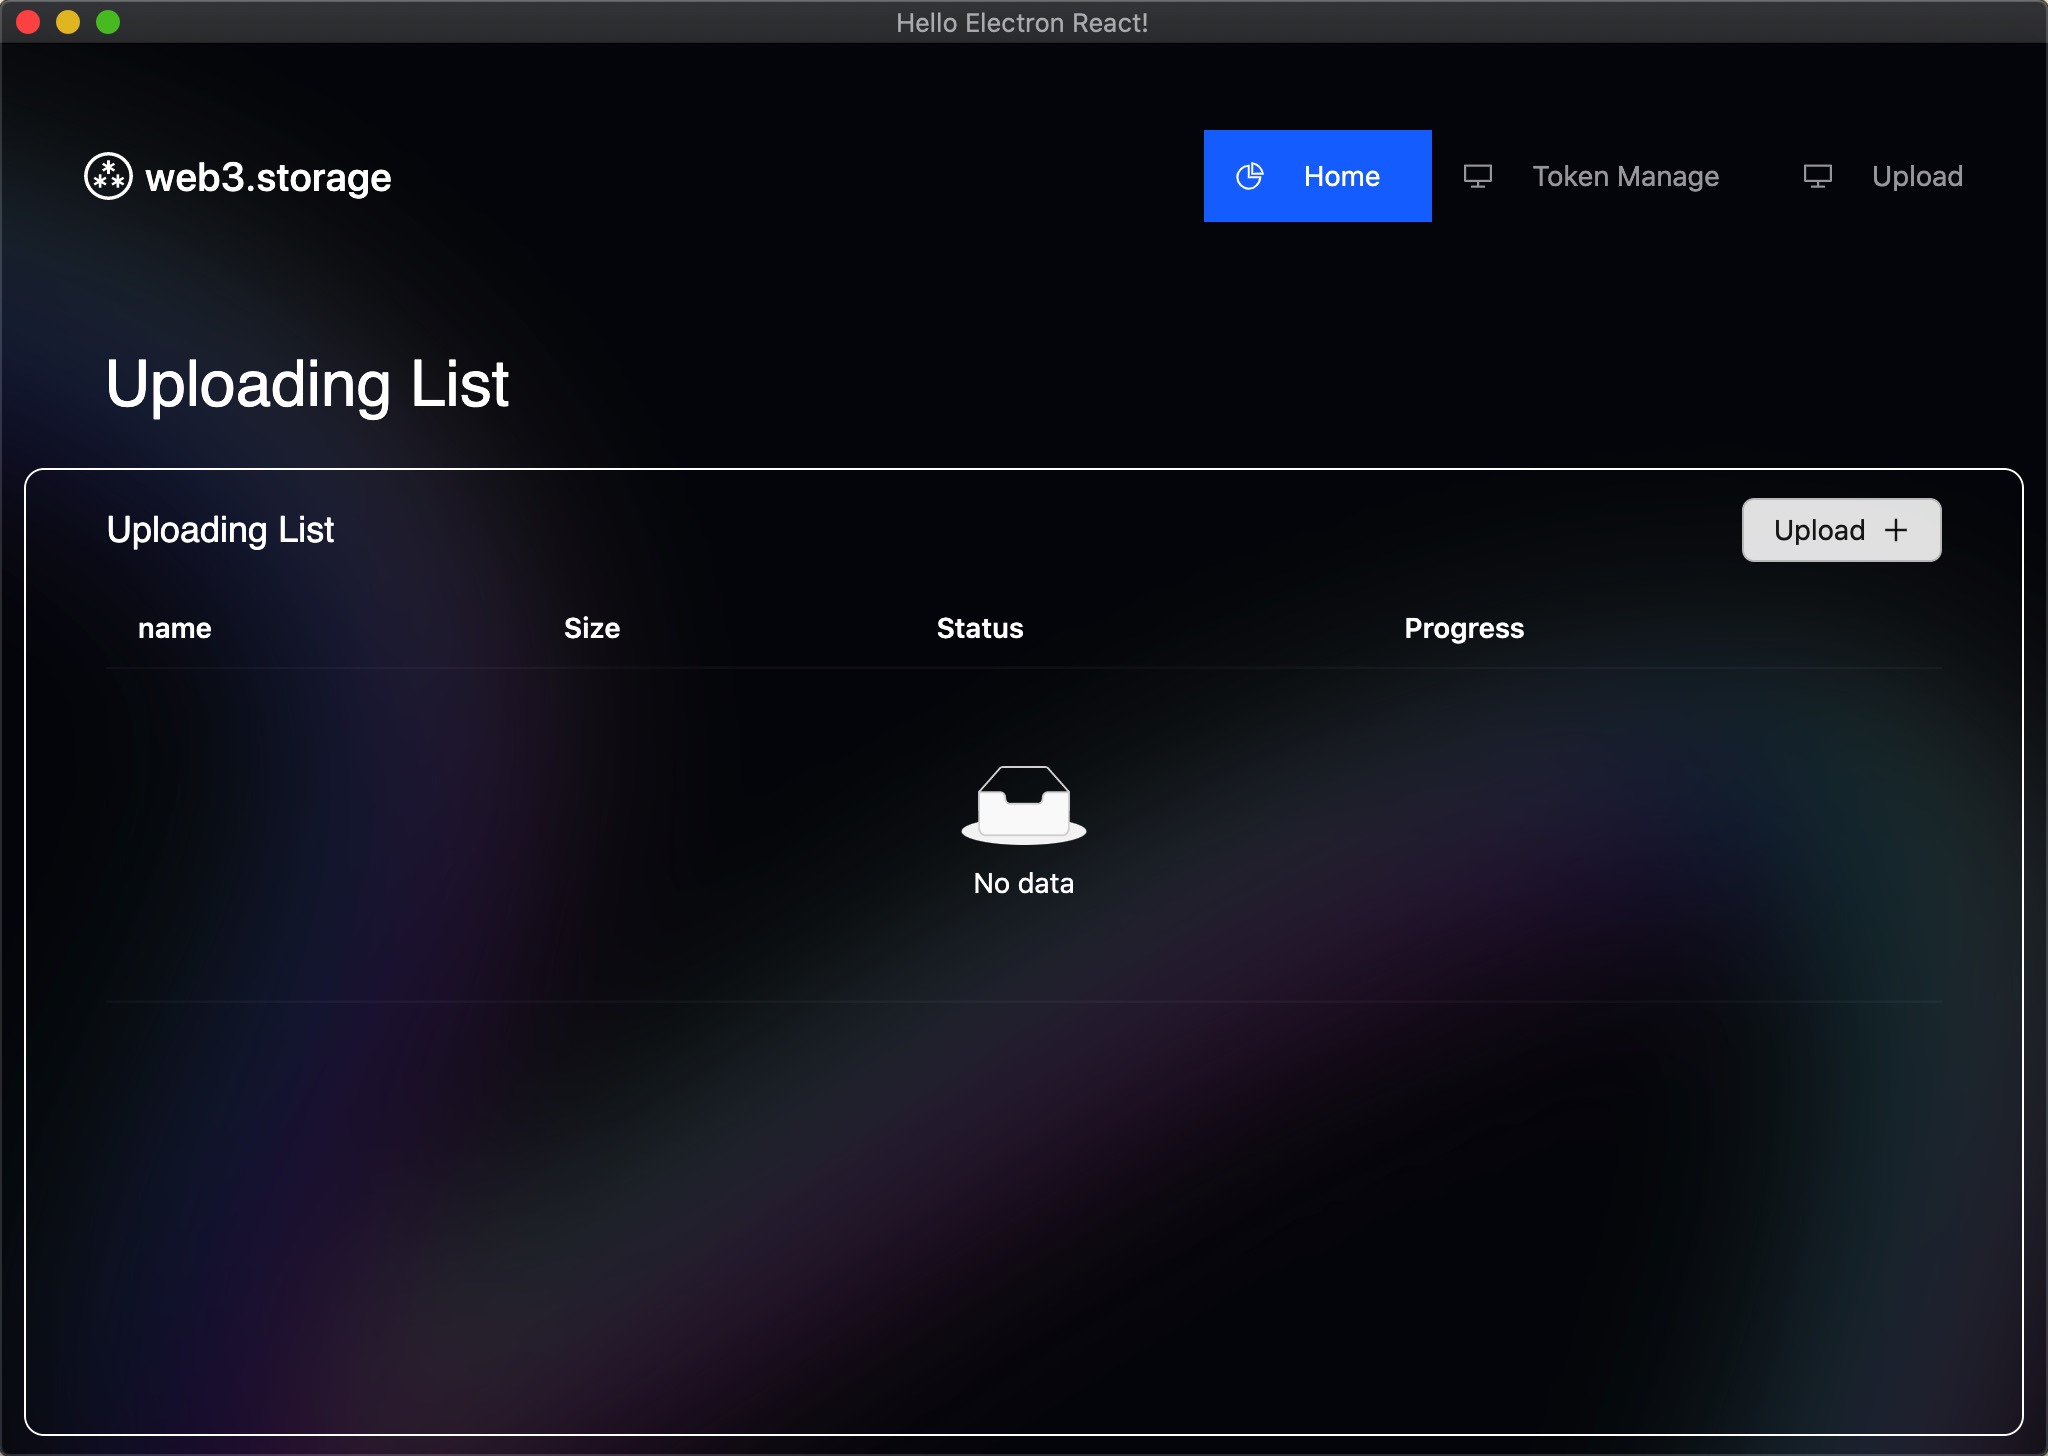 Hello Electron React!
web3.storage
Home
Token Manage
Upload
Uploading List
Uploading List
Upload +
name
Size
Status
Progress
No data